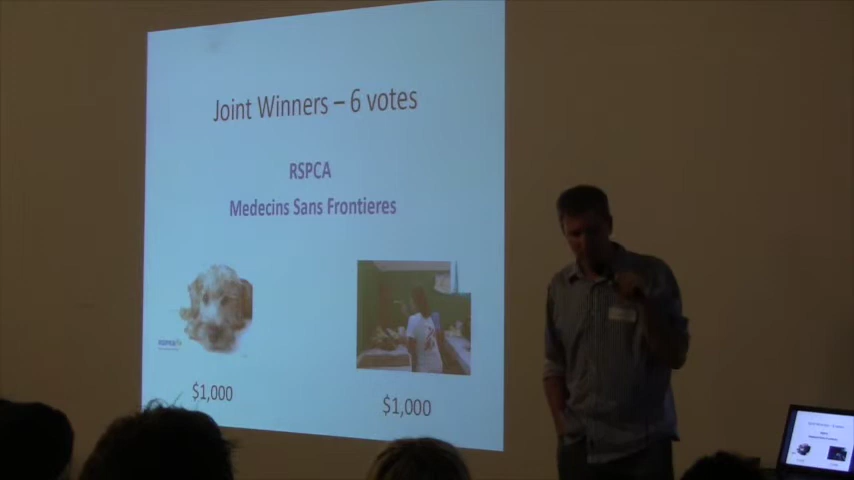 Joint Winners – 6 votes
RSPCA
Medecins Sans Frontieres
$1,000
$1,000